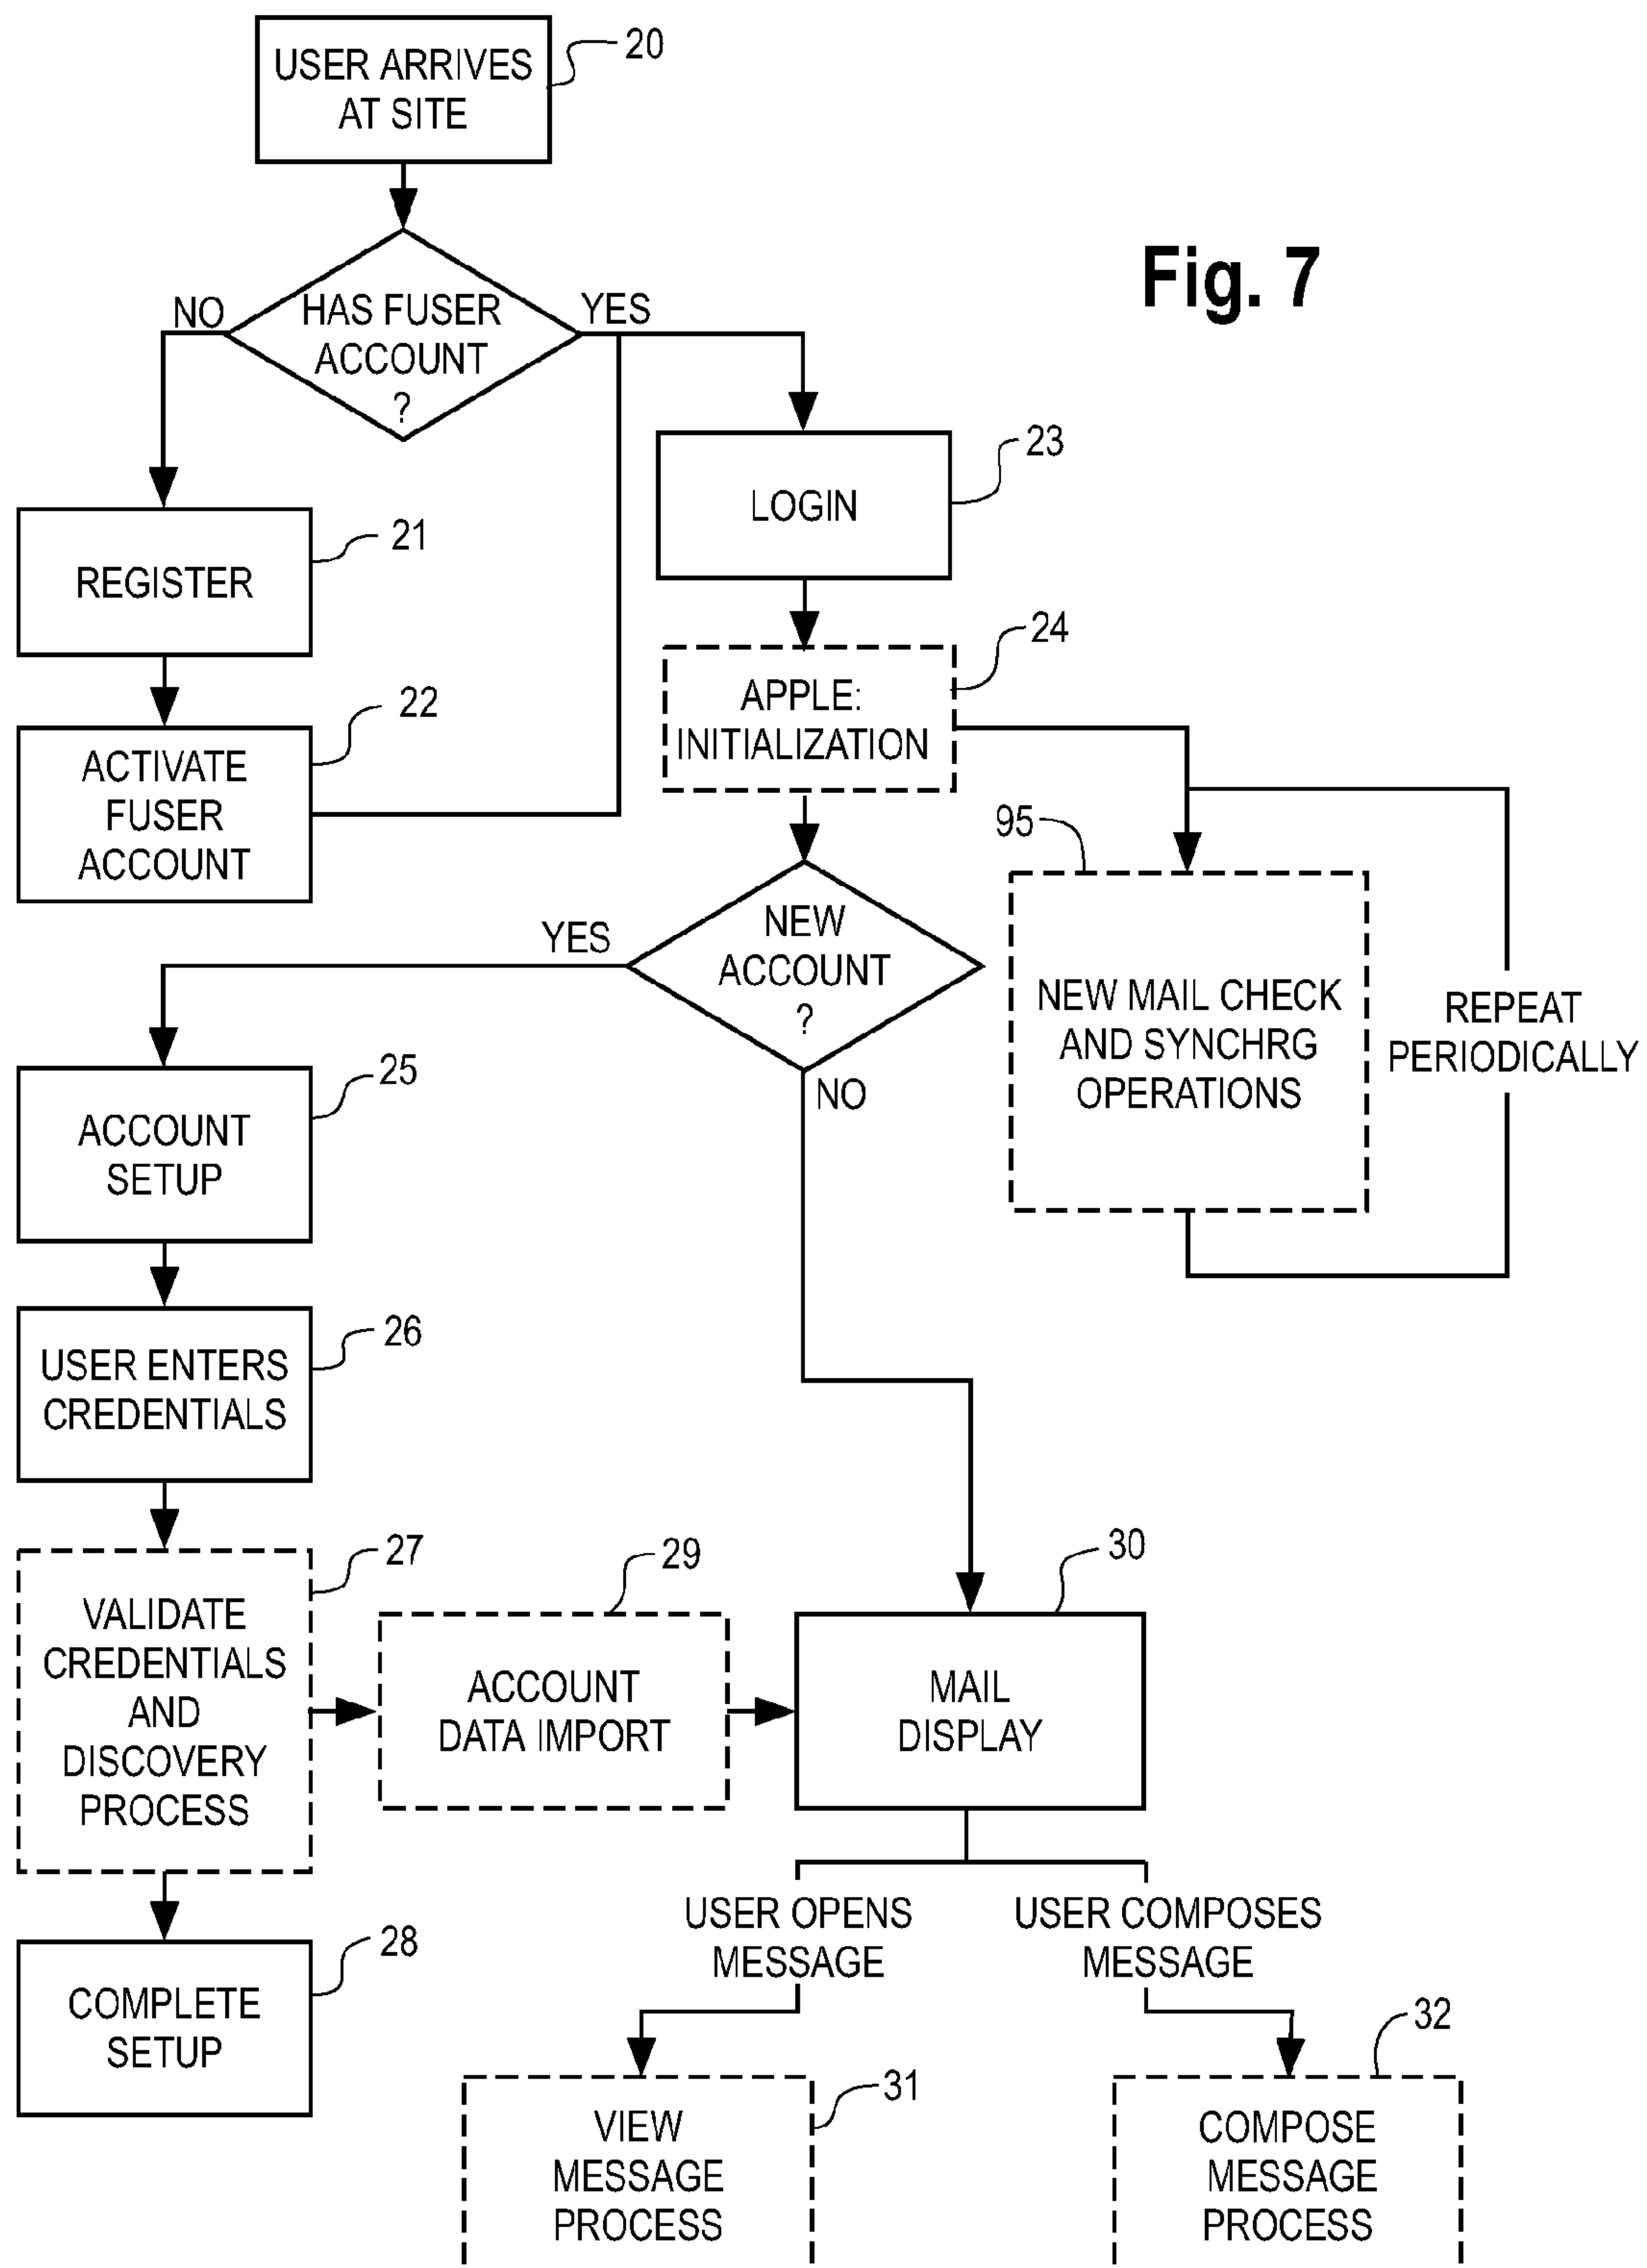 20
USER ARRIVES
AT SITE
Fig. 7
NO
HAS FUSER
ACCOUNT
?
YES
23
LOGIN
21
REGISTER
24
APPLE:
INITIALIZATION
22
ACTIVATE
FUSER
ACCOUNT
95
NEW
ACCOUNT
?
YES
NO
NEW MAIL CHECK
AND SYNCHRG
OPERATIONS
REPEAT
PERIODICALLY
25
ACCOUNT
SETUP
26
USER ENTERS
CREDENTIALS
27
VALIDATE
CREDENTIALS
AND
DISCOVERY
PROCESS
29
ACCOUNT
DATA IMPORT
30
MAIL
DISPLAY
28
COMPLETE
SETUP
USER OPENS
MESSAGE
USER COMPOSES
MESSAGE
31
VIEW
MESSAGE
PROCESS
32
COMPOSE
MESSAGE
PROCESS